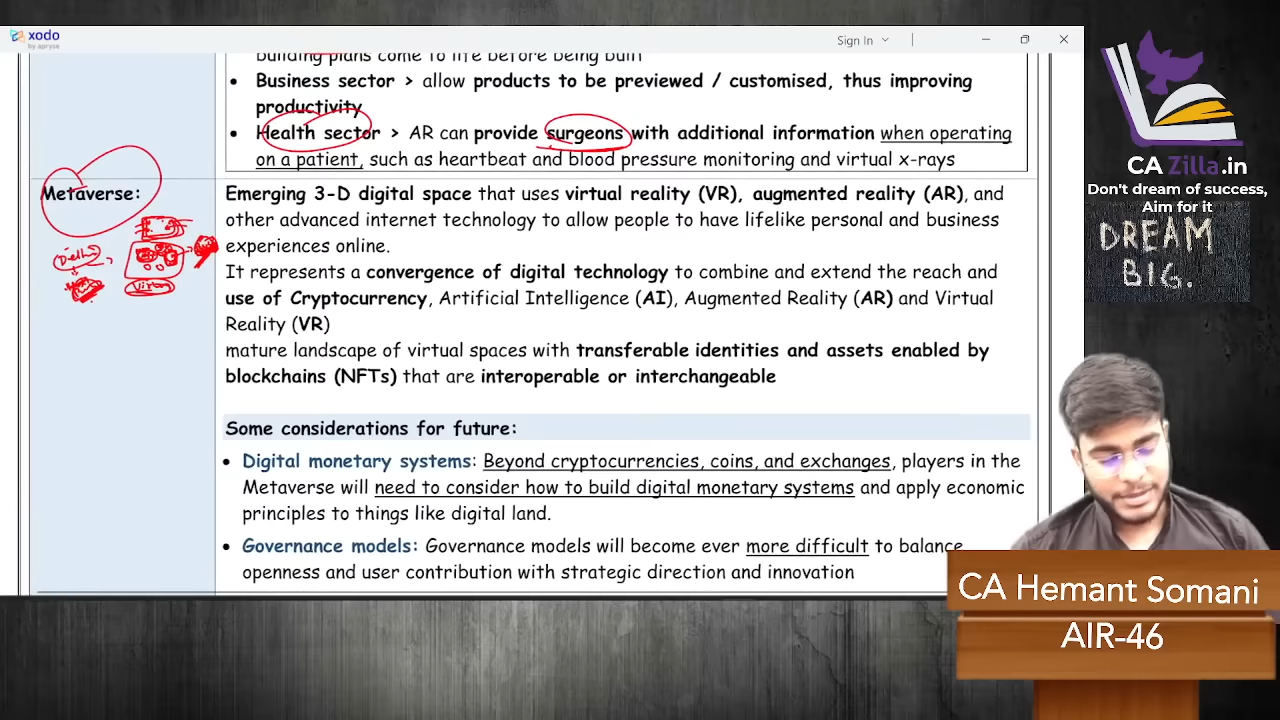 xodo
by apryse
Sign In
building plans come to life before being built
Business sector > allow products to be previewed / customised, thus improving
productivity
Health sector > AR can provide surgeons with additional information when operating
on a patient, such as heartbeat and blood pressure monitoring and virtual x-rays
Metaverse:
Delhi
Emerging 3-D digital space that uses virtual reality (VR), augmented reality (AR), and
other advanced internet technology to allow people to have lifelike personal and business
experiences online.
It represents a convergence of digital technology to combine and extend the reach and
use of Cryptocurrency, Artificial Intelligence (AI), Augmented Reality (AR) and Virtual
Reality (VR)
mature landscape of virtual spaces with transferable identities and assets enabled by
blockchains (NFTs) that are interoperable or interchangeable
Some considerations for future:
Digital monetary systems: Beyond cryptocurrencies, coins, and exchanges, players in the
Metaverse will need to consider how to build digital monetary systems and apply economic
principles to things like digital land.
Governance models: Governance models will become ever more difficult to balance
openness and user contribution with strategic direction and innovation
CA Zilla.in
Don't dream of success,
Aim for it
DREAM
BIG.
CA Hemant Somani
AIR-46